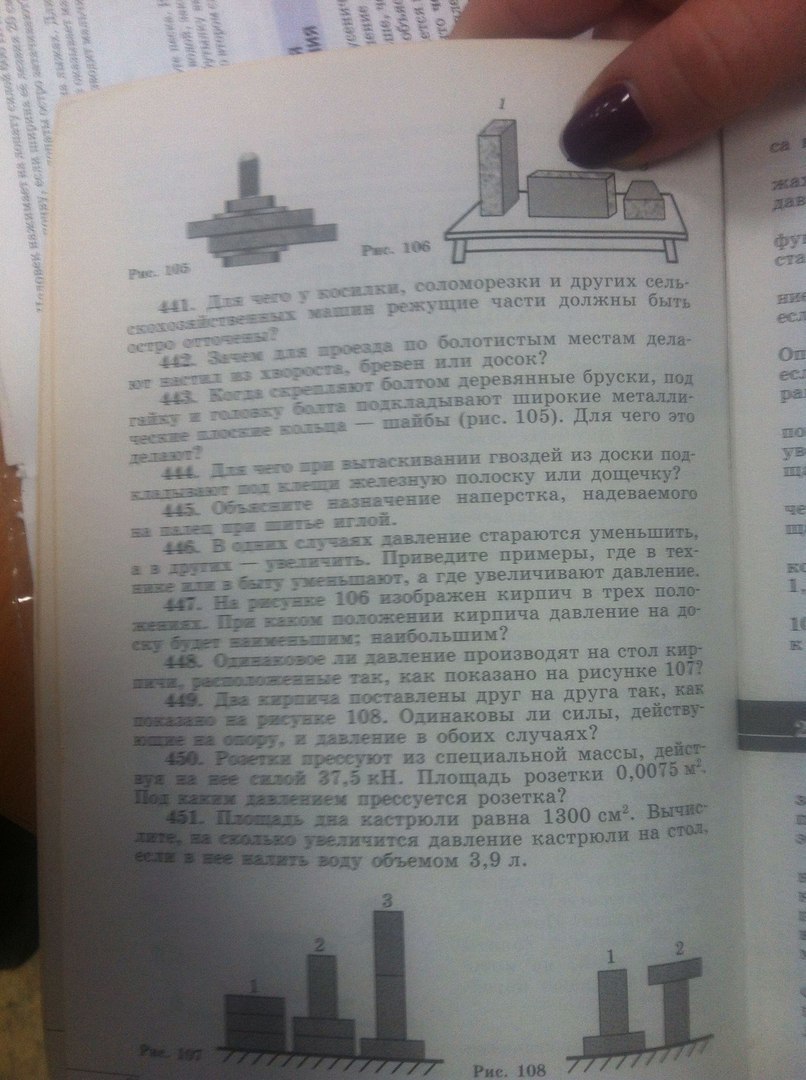 1
Рис. 105
Рис. 106
441. Для чего у косилки, соломорезки и других сель-
скохозяйственных машин режущие части должны быть
остро отточены?
442. Зачем для проезда по болотистым местам дела-
ют настил из хвороста, бревен или досок?
443. Когда скрепляют болтом деревянные бруски, под
гайку и головку болта подкладывают широкие металли-
ческие плоские кольца — шайбы (рис. 105). Для чего это
делают?
444. Для чего при вытаскивании гвоздей из доски под-
кладывают под клещи железную полоску или дощечку?
445. Объясните назначение наперстка, надеваемого
на палец при шитье иглой.
446. В одних случаях давление стараются уменьшить,
а в других — увеличить. Приведите примеры, где в тех-
нике или в быту уменьшают, а где увеличивают давление.
447. На рисунке 106 изображен кирпич в трех поло-
жениях. При каком положении кирпича давление на до-
ску будет наименьшим; наибольшим?
448. Одинаковое ли давление производят на стол кир-
пичи, расположенные так, как показано на рисунке 107?
449. Два кирпича поставлены друг на друга так, как
показано на рисунке 108. Одинаковы ли силы, действу-
ющие на опору, и давление в обоих случаях?
450. Розетки прессуют из специальной массы, дейст-
вуя на нее силой 37,5 кН. Площадь розетки 0,0075 м².
Под каким давлением прессуется розетка?
451. Площадь дна кастрюли равна 1300 см². Вычис-
лите, на сколько увеличится давление кастрюли на стол,
если в нее налить воду объемом 3,9 л.
1
2
3
Рис. 107
1
2
Рис. 108